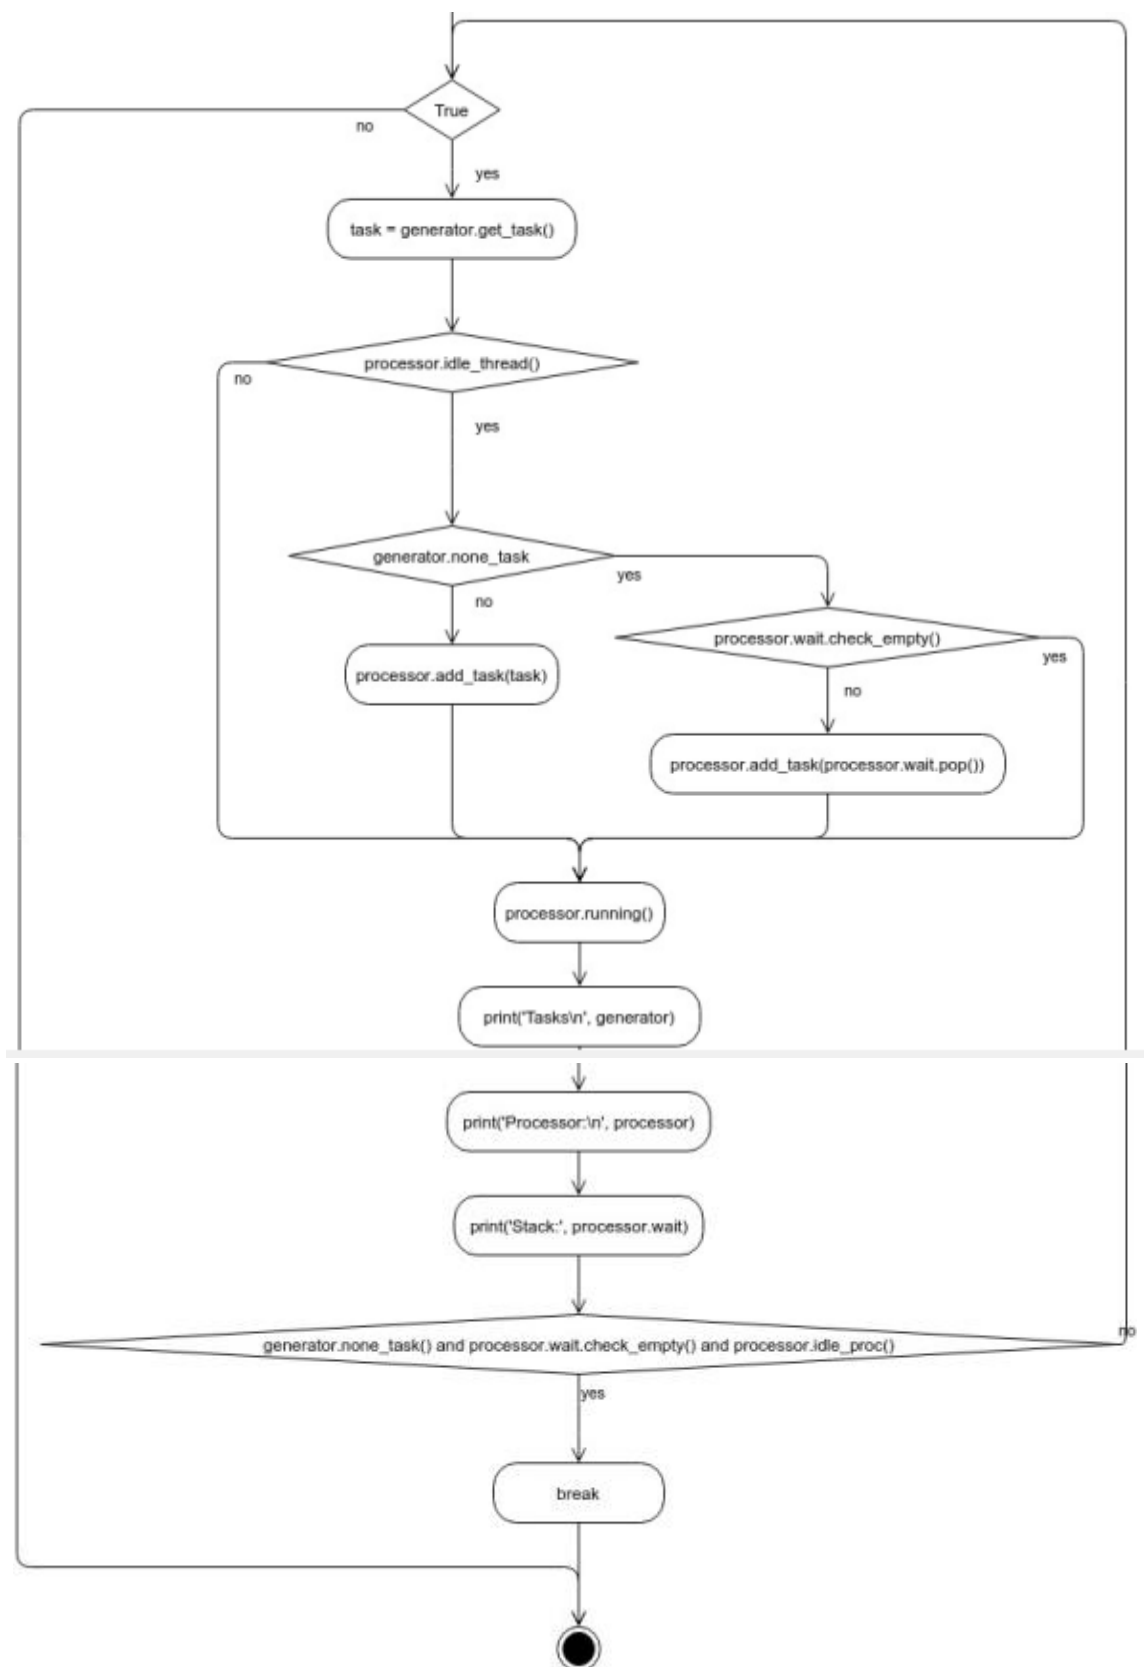 True
no
yes
task = generator.get_task()
processor.idle_thread()
no
yes
generator.none_task
yes
no
processor.wait.check_empty()
yes
processor.add_task(task)
no
processor.add_task(processor.wait.pop())
processor.running()
print('Tasks\n', generator)
print('Processor:\n', processor)
print('Stack:', processor.wait)
no
generator.none_task() and processor.wait.check_empty() and processor.idle_proc()
yes
break